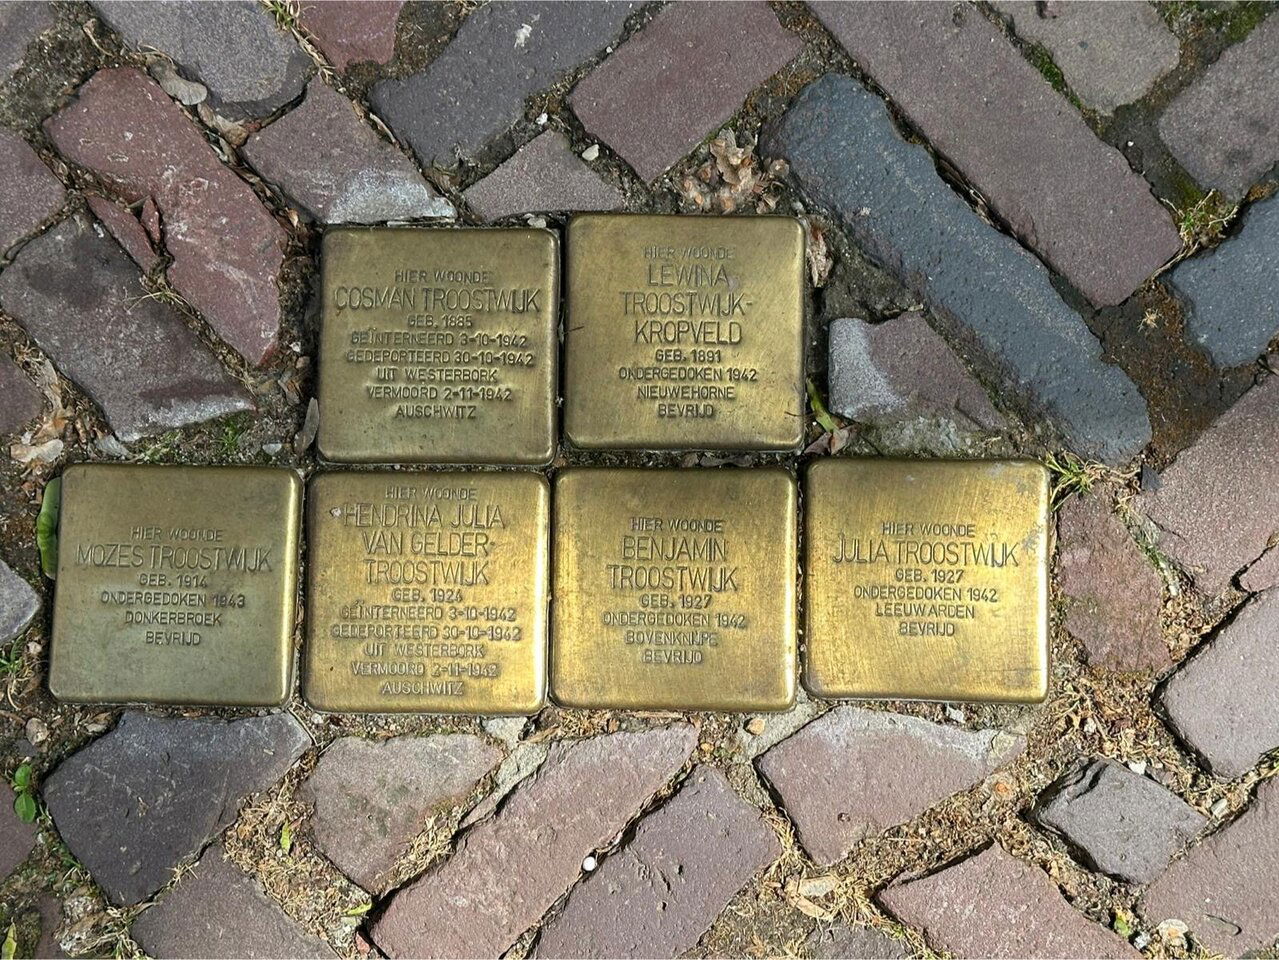 HIER WOONDE
COSMAN TROOSTWIJK
GEB. 1885
GEÏNTERNEERD 3-10-1942
GEDEPORTEERD 30-10-1942
UIT WESTERBORK
VERMOORD 2-11-1942
AUSCHWITZ
HIER WOONDE
LEWINA
TROOSTWIJK-
KROPVELD
GEB. 1891
ONDERGEDOKEN 1942
NIEUWEHORNE
BEVRIJD
HIER WOONDE
MOZES TROOSTWIJK
GEB. 1914
ONDERGEDOKEN 1943
DONKERBROEK
BEVRIJD
HIER WOONDE
HENDRINA JULIA
VAN GELDER-
TROOSTWIJK
GEB. 1924
GEÏNTERNEERD 3-10-1942
GEDEPORTEERD 30-10-1942
UIT WESTERBORK
VERMOORD 2-11-1942
AUSCHWITZ
HIER WOONDE
BENJAMIN
TROOSTWIJK
GEB. 1927
ONDERGEDOKEN 1942
BOVENKNIJPE
BEVRIJD
HIER WOONDE
JULIA TROOSTWIJK
GEB. 1927
ONDERGEDOKEN 1942
LEEUWARDEN
BEVRIJD